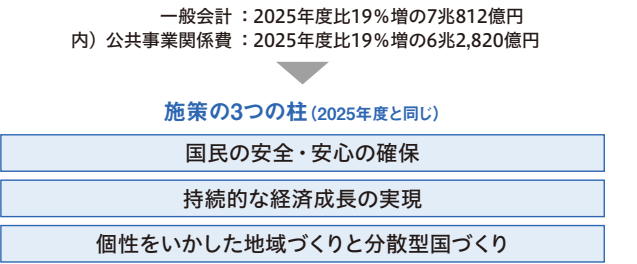 一般会計 ：2025年度比19％増の7兆812億円
内）公共事業関係費 ：2025年度比19％増の6兆2,820億円
施策の3つの柱（2025年度と同じ）
国民の安全・安心の確保
持続的な経済成長の実現
個性をいかした地域づくりと分散型国づくり